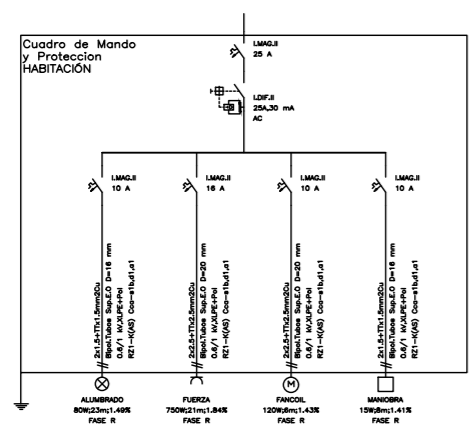 Cuadro de Mando
y Proteccion
HABITACIÓN
I.MAG.II
25 A
I.DIF.II
25A,30 mA
AC
I.MAG.II
10 A
I.MAG.II
16 A
I.MAG.II
10 A
I.MAG.II
10 A
2x1.5+TTx1.5mm2Cu
Bipol.Tubos Sup.E.O D=16 mm
0.6/1 kV,XLPE+Pol
RZ1-K(AS) Cca-s1b,d1,a1
2x2.5+TTx2.5mm2Cu
Bipol.Tubos Sup.E.O D=20 mm
0.6/1 kV,XLPE+Pol
RZ1-K(AS) Cca-s1b,d1,a1
2x2.5+TTx2.5mm2Cu
Bipol.Tubos Sup.E.O D=20 mm
0.6/1 kV,XLPE+Pol
RZ1-K(AS) Cca-s1b,d1,a1
2x1.5+TTx1.5mm2Cu
Bipol.Tubos Sup.E.O D=16 mm
0.6/1 kV,XLPE+Pol
RZ1-K(AS) Cca-s1b,d1,a1
M
ALUMBRADO
80W;23m;1.49%
FASE R
FUERZA
750W;21m;1.84%
FASE R
FANCOIL
120W;6m;1.43%
FASE R
MANIOBRA
15W;8m;1.41%
FASE R